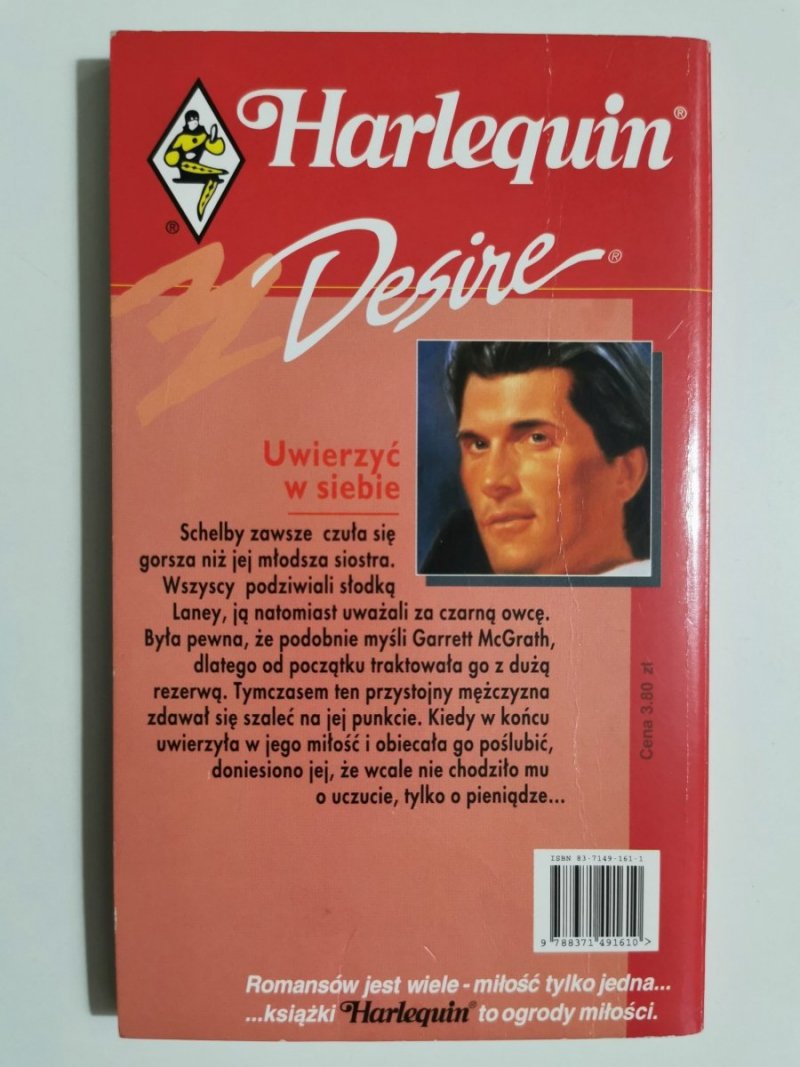 Harlequin®
®
Desire®
Uwierzyć
w siebie
Schelby zawsze czuła się
gorsza niż jej młodsza siostra.
Wszyscy podziwiali słodką
Laney, ją natomiast uważali za czarną owcę.
Była pewna, że podobnie myśli Garrett McGrath,
dlatego od początku traktowała go z dużą
rezerwą. Tymczasem ten przystojny mężczyzna
zdawał się szaleć na jej punkcie. Kiedy w końcu
uwierzyła w jego miłość i obiecała go poślubić,
doniesiono jej, że wcale nie chodziło mu
o uczucie, tylko o pieniądze...
Cena 3.80 zł
ISBN 83-7149-161-1
9 788371 491610 >
Romansów jest wiele - miłość tylko jedna...
...książki Harlequin® to ogrody miłości.